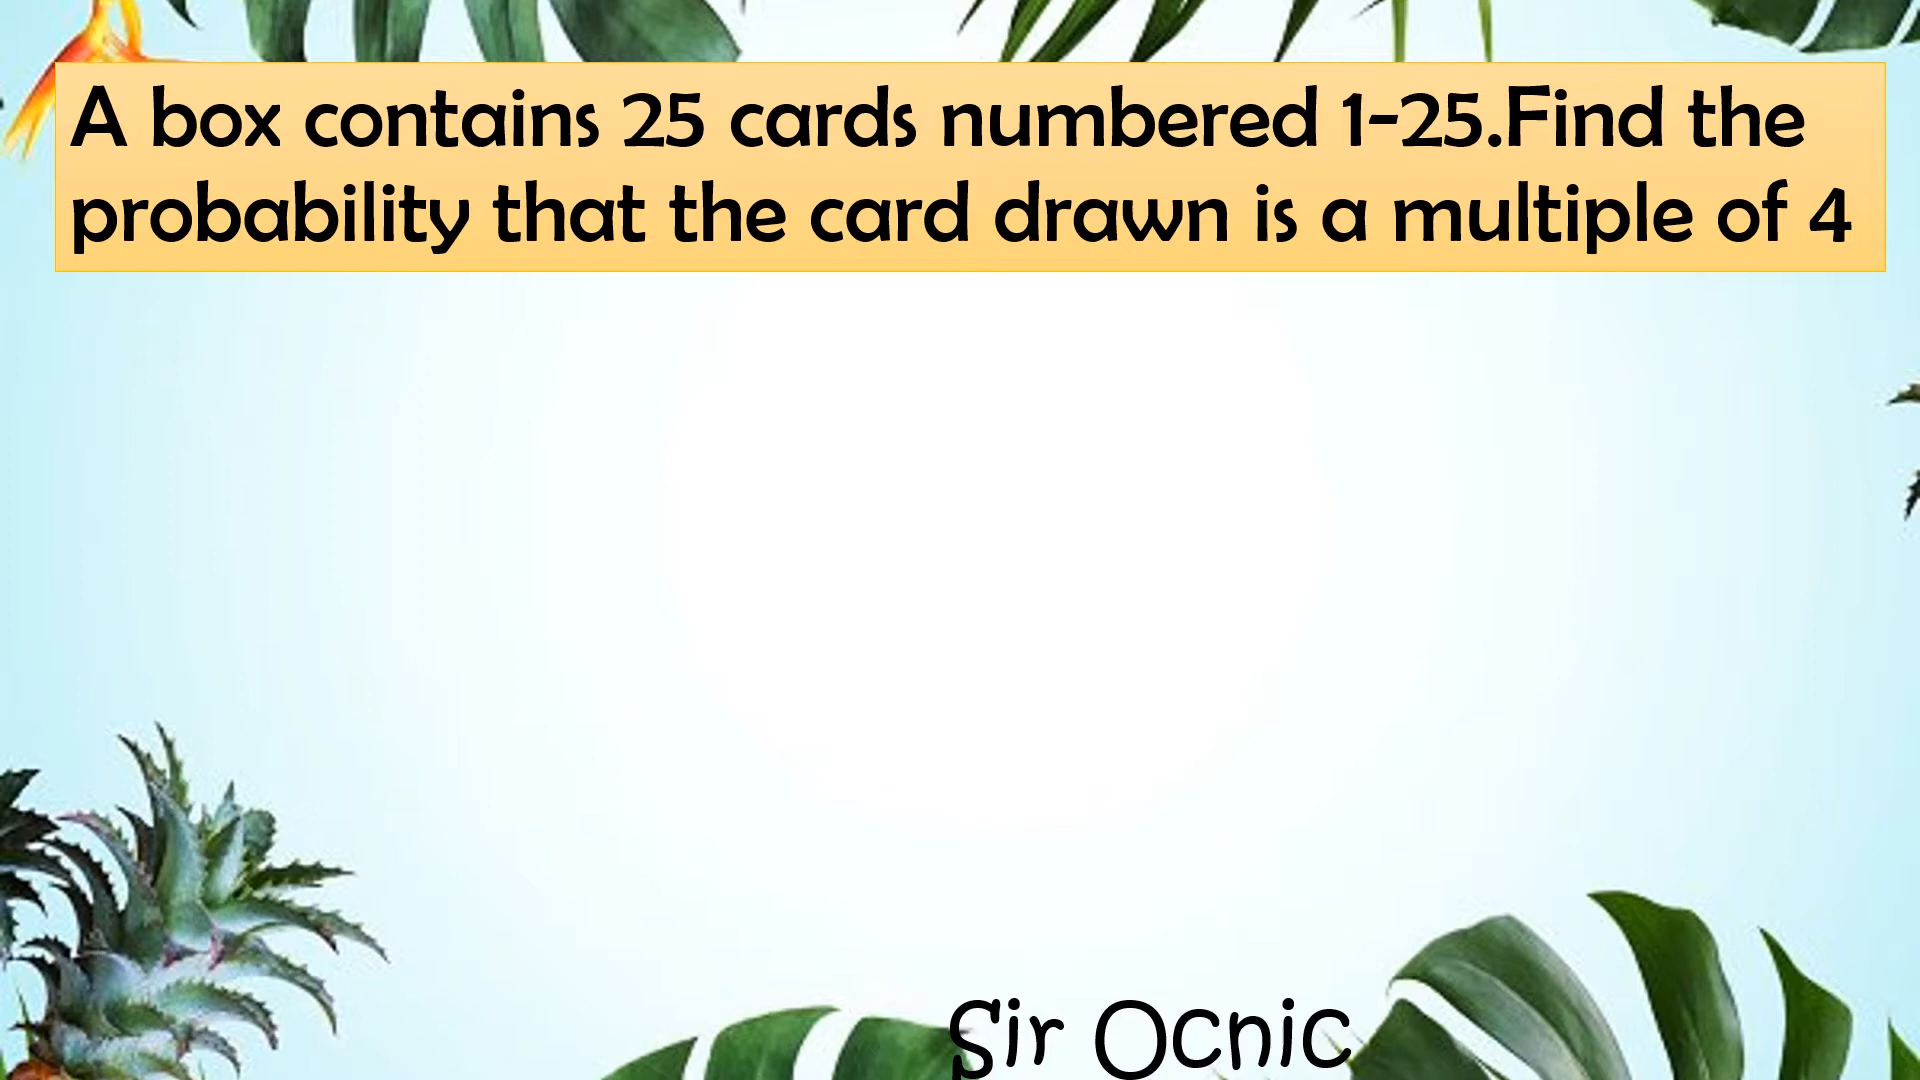 A box contains 25 cards numbered 1-25.Find the
probability that the card drawn is a multiple of 4
Sir Ocnic